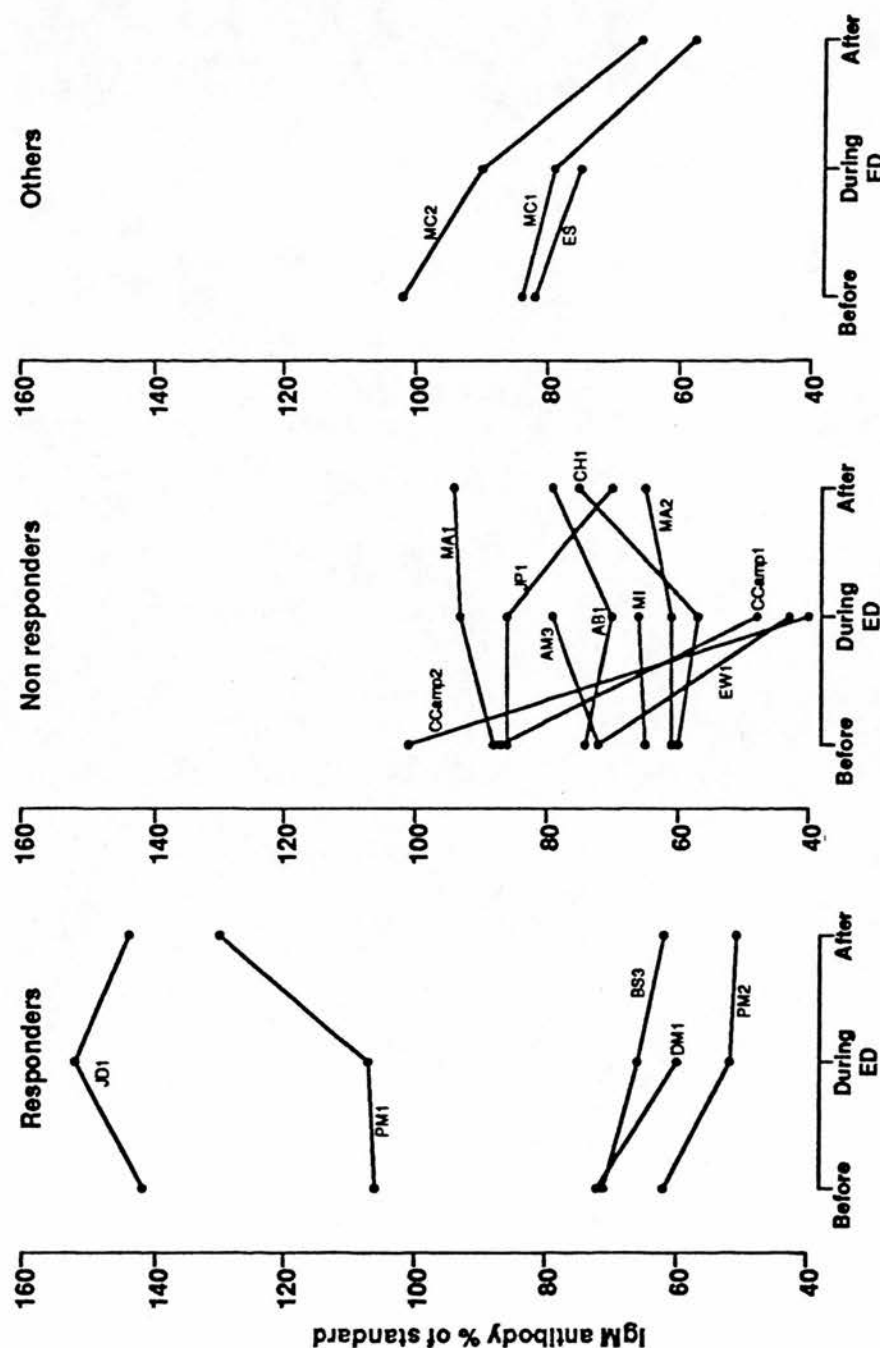 Responders
IgM antibody % of standard
160
140
120
100
80
60
40
JD1
PM1
BS3
DM1
PM2
Before
During
After
ED
Non responders
160
140
120
100
80
60
40
MA1
CCamp2
JP1
CH1
AM3
AB1
MI
MA2
CCamp1
EW1
Before
During
After
ED
Others
160
140
120
100
80
60
40
MC2
MC1
ES
Before
During
After
ED